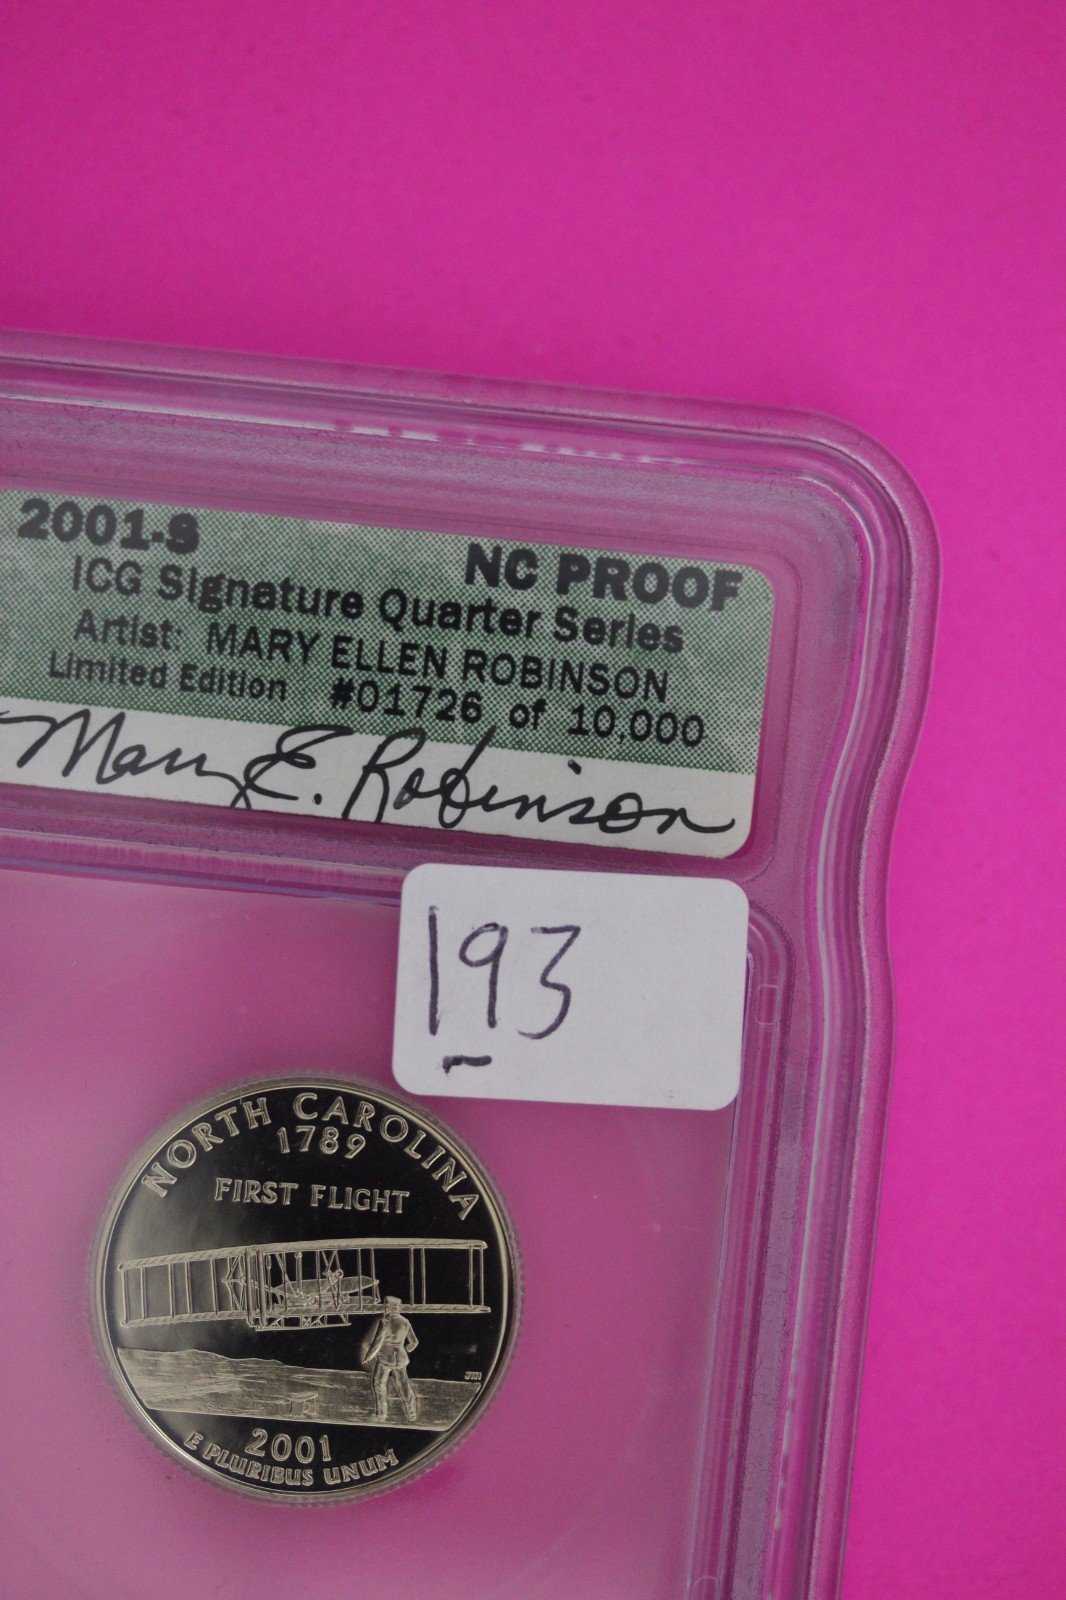 2001-S NC PROOF
ICG Signature Quarter Series
Artist: MARY ELLEN ROBINSON
Limited Edition #01726 of 10,000
Mary E. Robinson
193
NORTH CAROLINA
1789
FIRST FLIGHT
JM
2001
E PLURIBUS UNUM